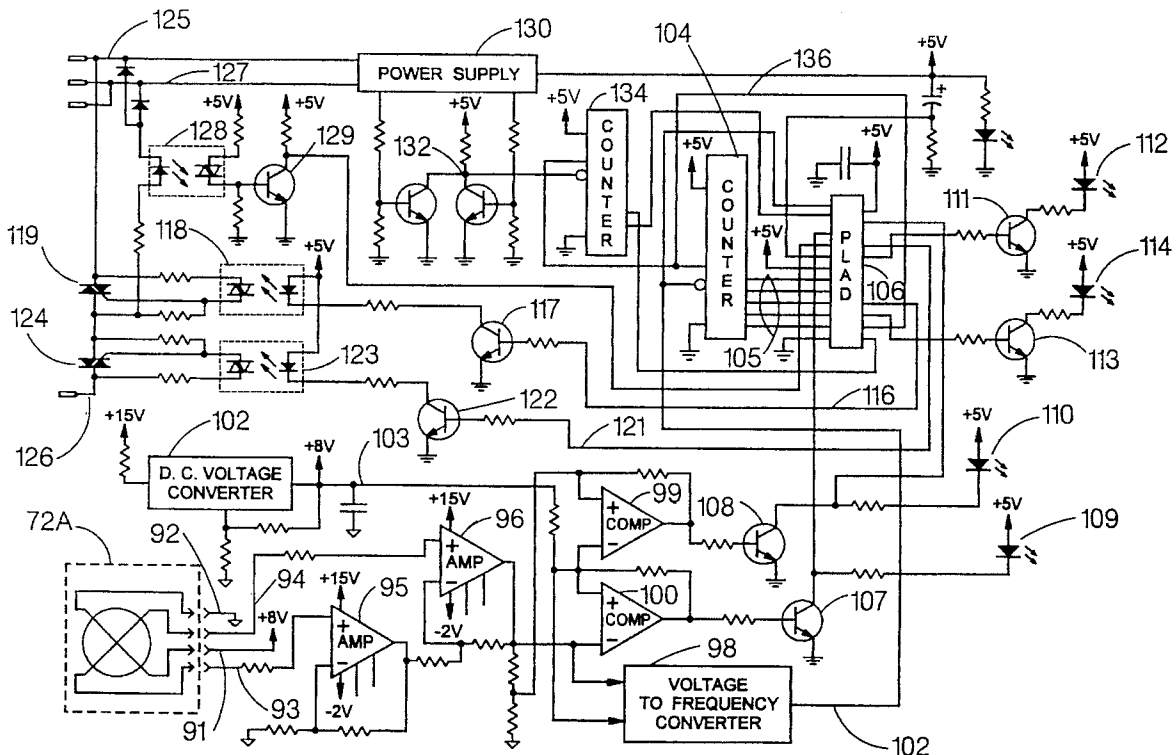 125
130
104
136
+5V
POWER SUPPLY
127
134
+5V
+5V
+5V
+5V
128
129
132
COUNTER
+5V
+5V
+5V
112
COUNTER
PLAD
111
+5V
114
118
+5V
119
+5V
106
117
124
123
105
113
116
110
122
+5V
121
+15V
102
103
+8V
126
D.C. VOLTAGE
CONVERTER
+15V
99
+
COMP
−
108
+5V
109
72A
92
96
+
AMP
−
94
+15V
95
100
+
COMP
−
107
+8V
-2V
+
AMP
−
98
VOLTAGE
TO FREQUENCY
CONVERTER
-2V
91
93
102